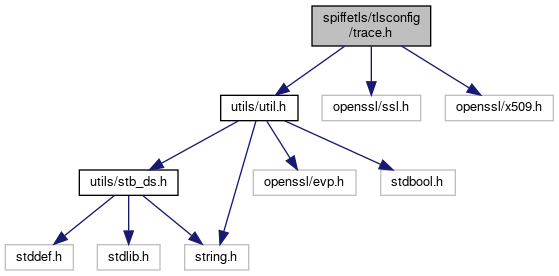 spiffetls/tlsconfig
/trace.h
utils/util.h
openssl/ssl.h
openssl/x509.h
utils/stb_ds.h
openssl/evp.h
stdbool.h
stddef.h
stdlib.h
string.h